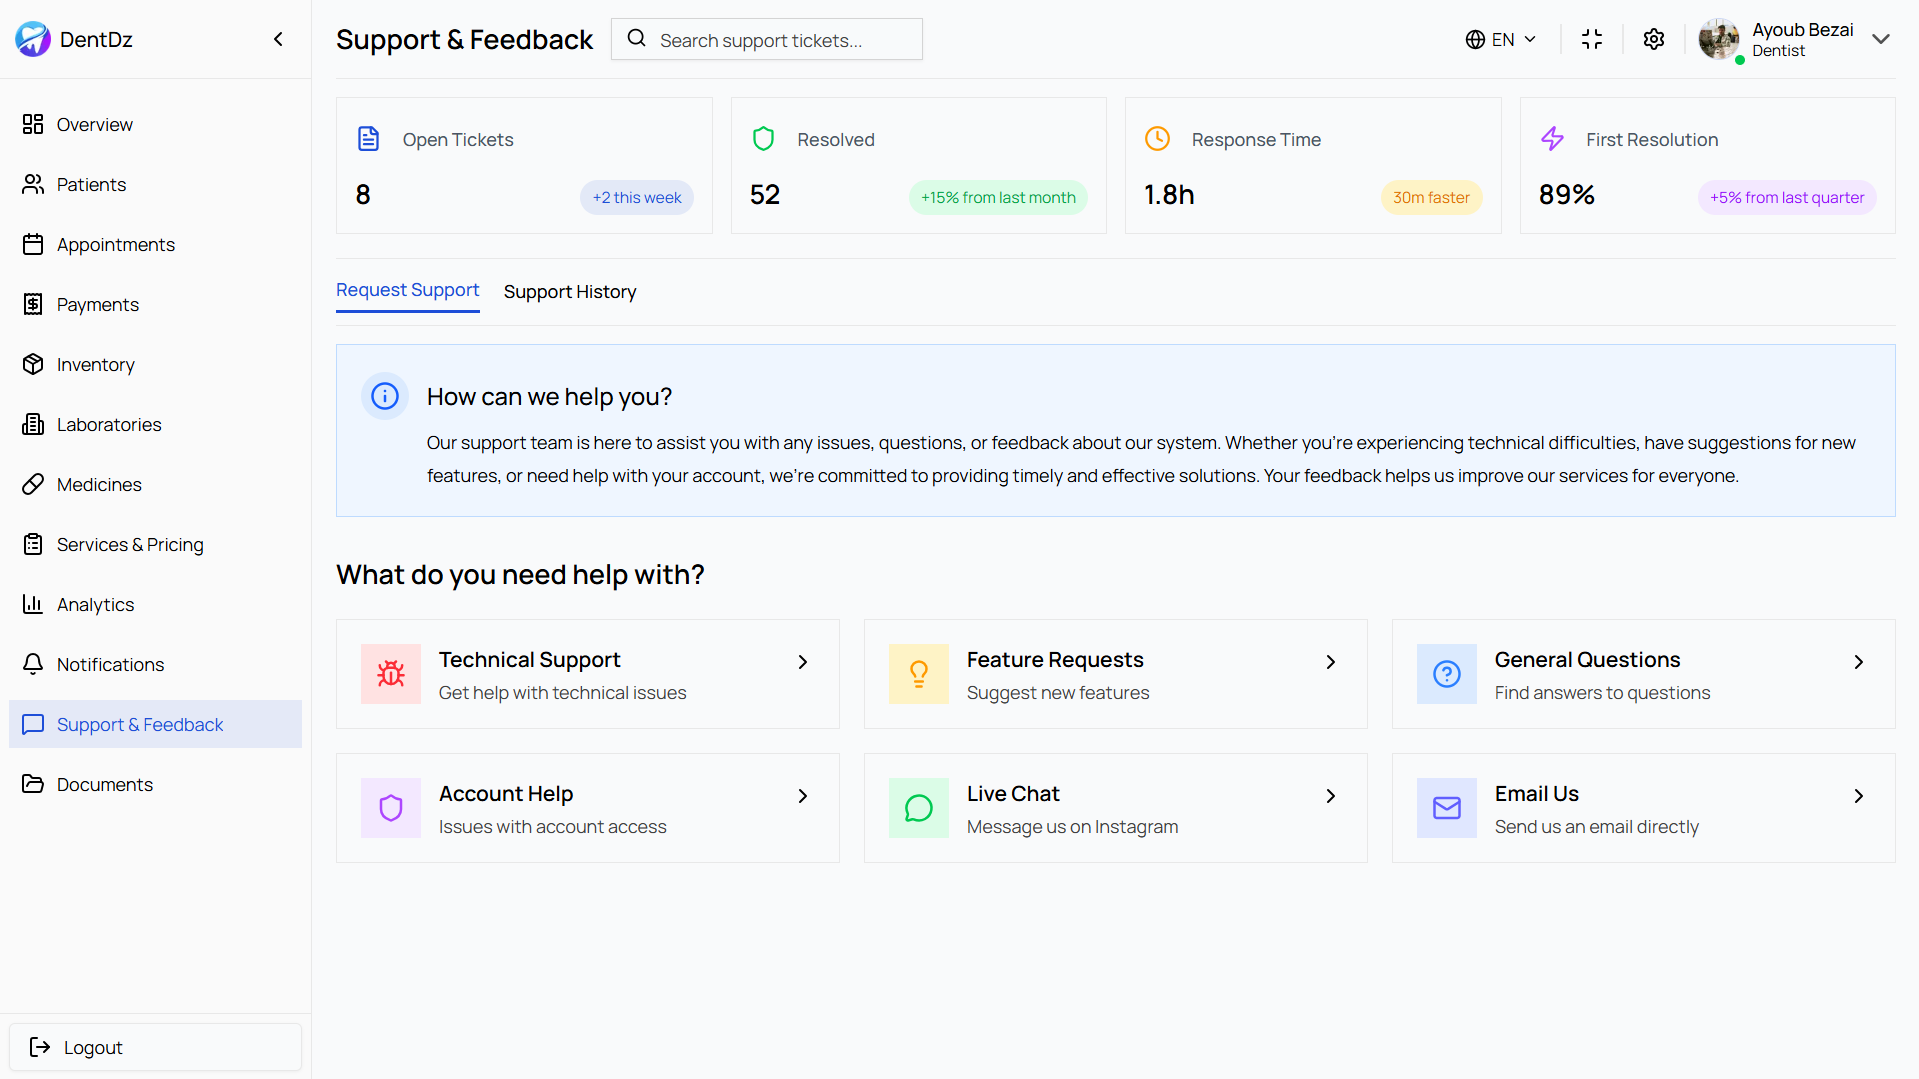 DentDz
Overview
Patients
Appointments
Payments
Inventory
Laboratories
Medicines
Services & Pricing
Analytics
Notifications
Support & Feedback
Documents
Logout
Support & Feedback
Search support tickets...
EN
Ayoub Bezai
Dentist
Open Tickets
8
+2 this week
Resolved
52
+15% from last month
Response Time
1.8h
30m faster
First Resolution
89%
+5% from last quarter
Request Support
Support History
How can we help you?
Our support team is here to assist you with any issues, questions, or feedback about our system. Whether you're experiencing technical difficulties, have suggestions for new
features, or need help with your account, we're committed to providing timely and effective solutions. Your feedback helps us improve our services for everyone.
What do you need help with?
Technical Support
Get help with technical issues
Feature Requests
Suggest new features
General Questions
Find answers to questions
Account Help
Issues with account access
Live Chat
Message us on Instagram
Email Us
Send us an email directly